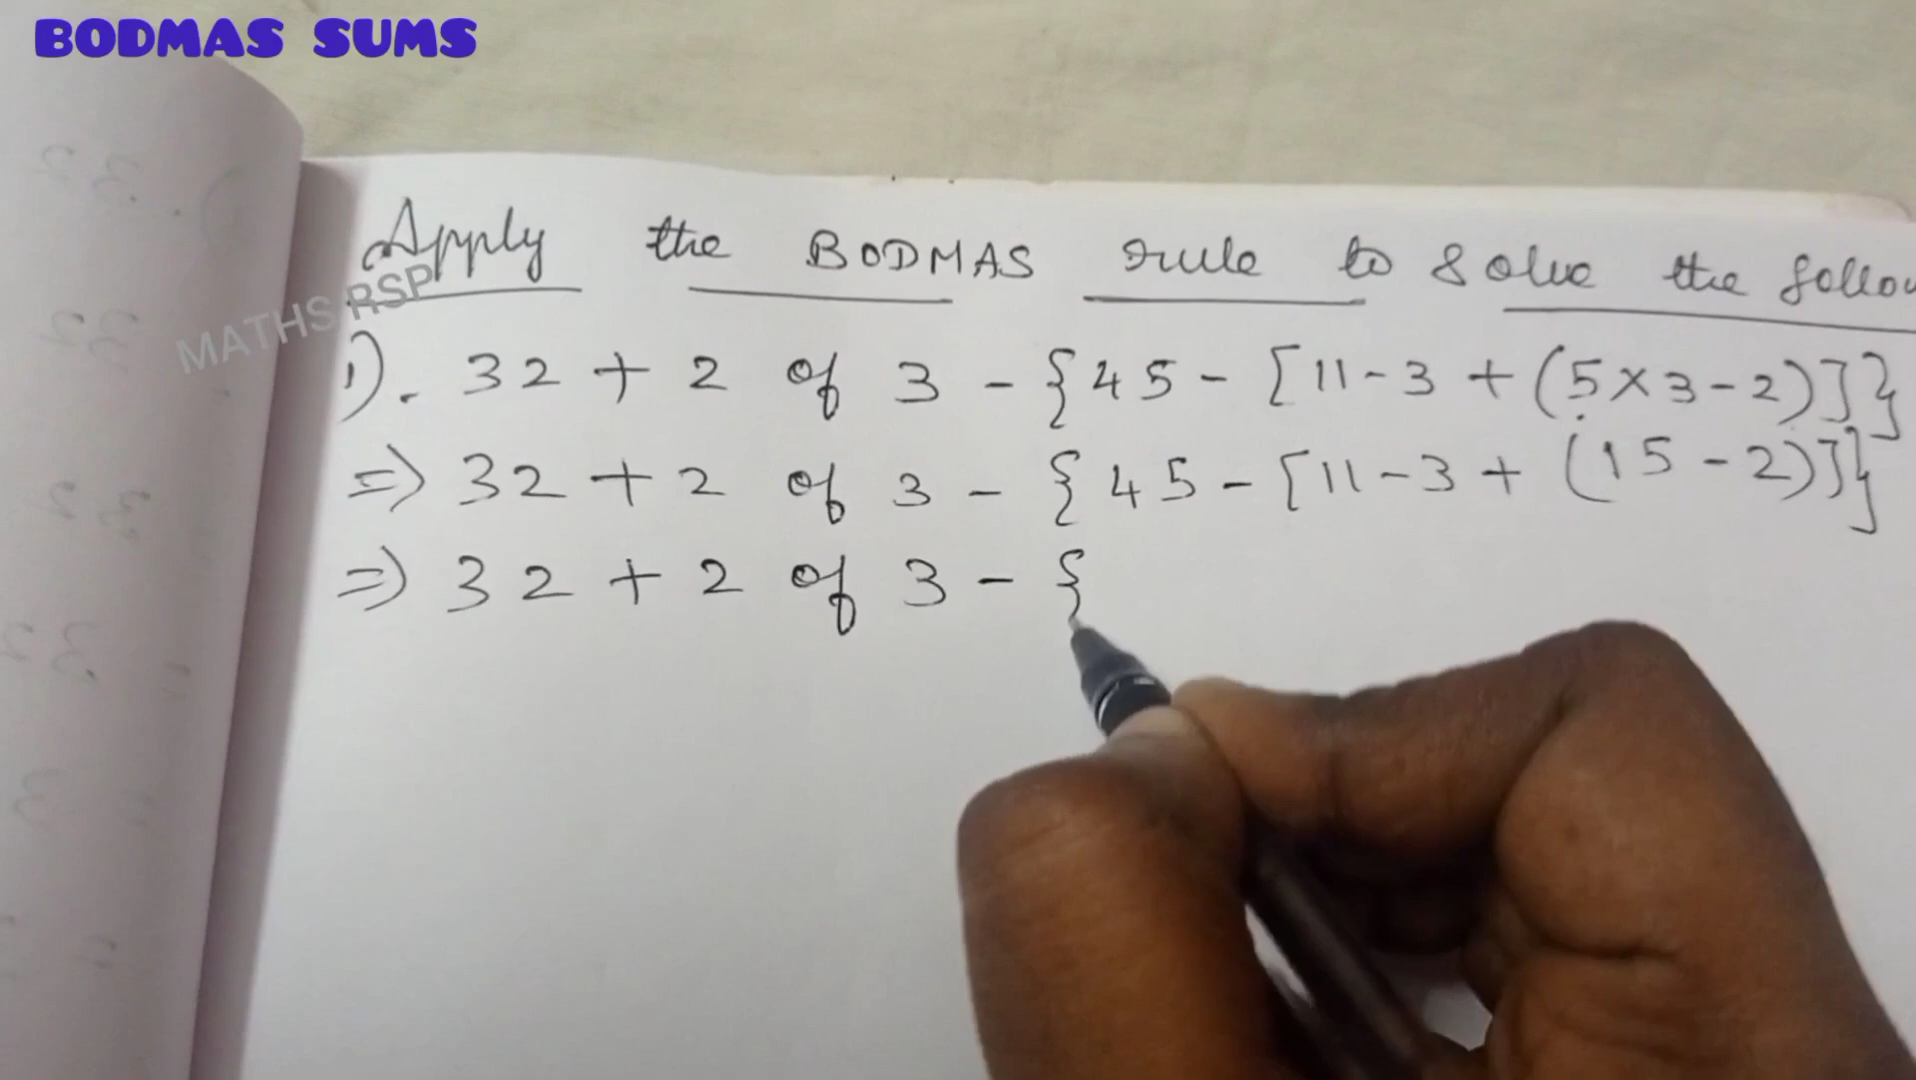 BODMAS SUMS
Apply the BODMAS rule to solve the
MATHS RSP
1). 32 + 2 of 3 - {45 - [11-3 + (5×3-2)]}
=> 32 + 2 of 3 - {45 - [11-3 + (15-2)]}
=> 32 + 2 of 3 - {